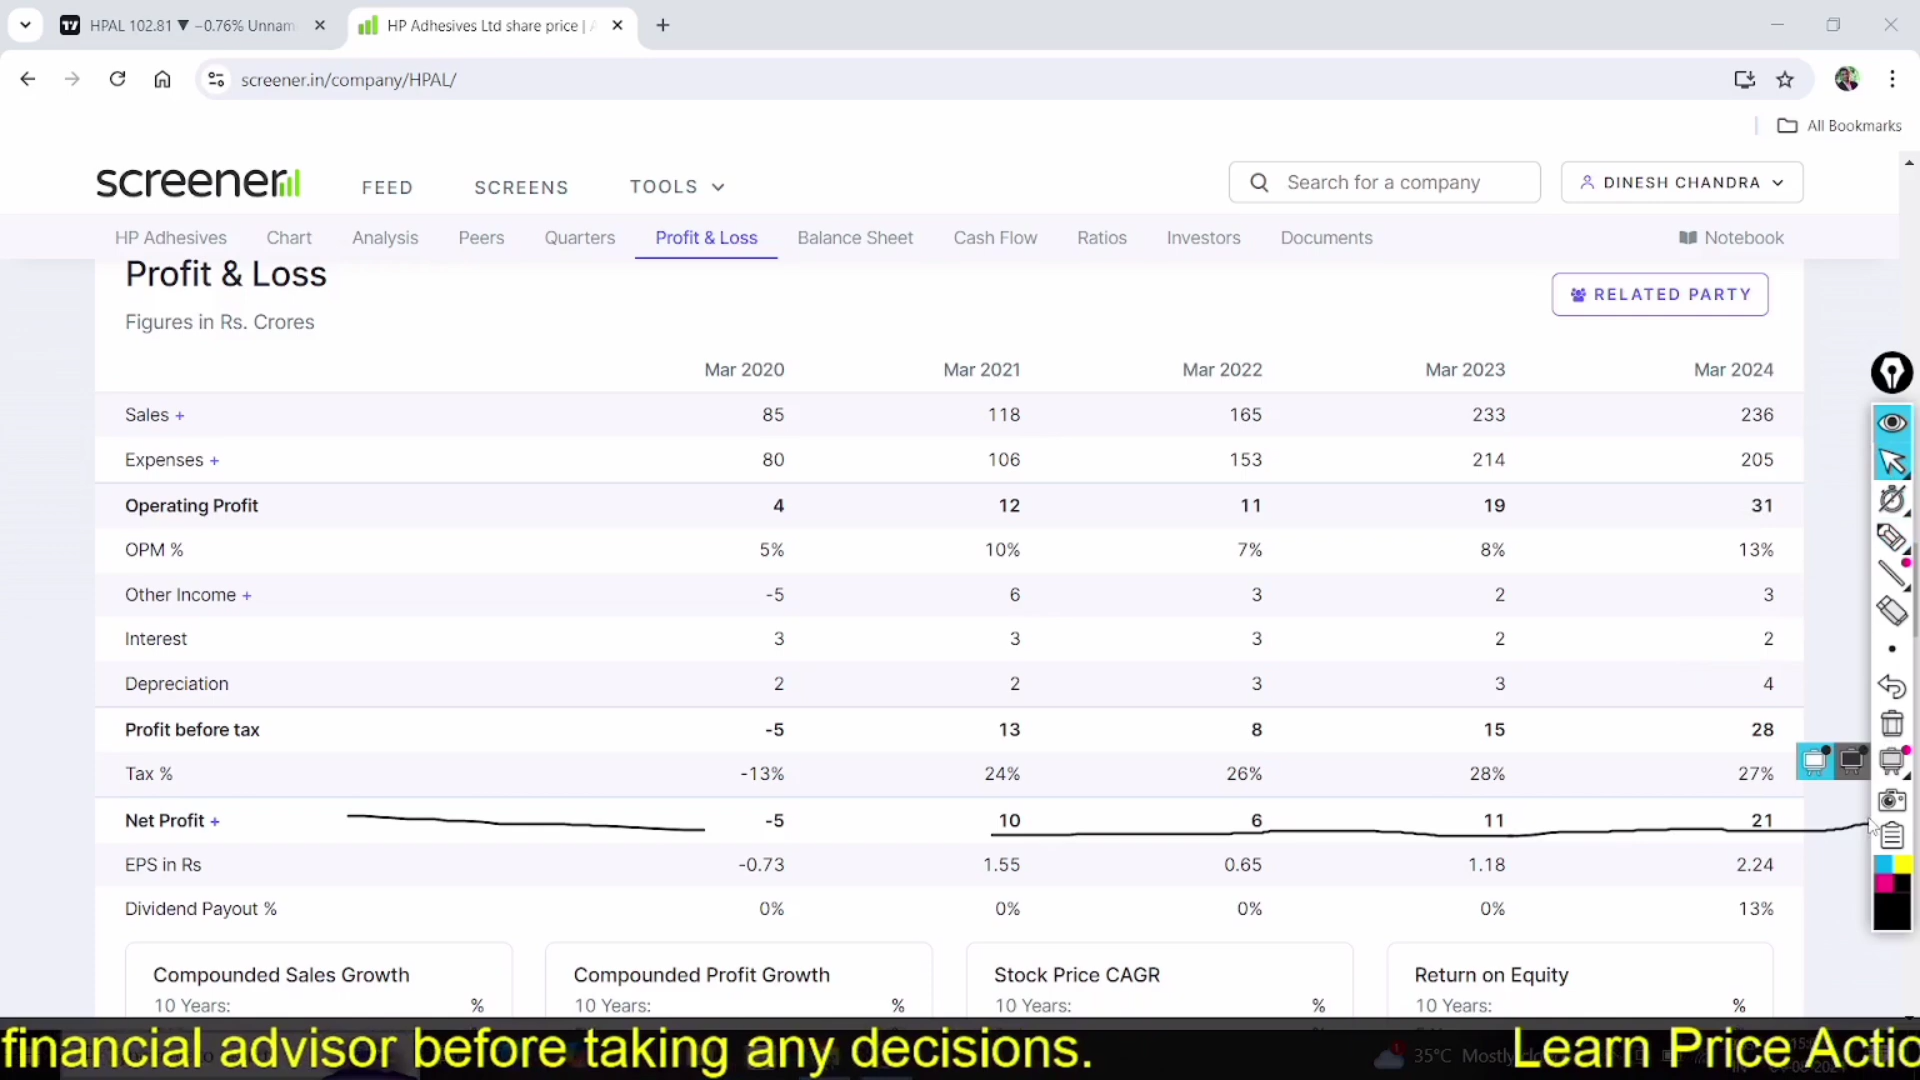 HPAL 102.81 ▼ −0.76% Unnam
HP Adhesives Ltd share price |
screener.in/company/HPAL/
All Bookmarks
screener
FEED
SCREENS
TOOLS
Search for a company
DINESH CHANDRA
HP Adhesives Chart Analysis Peers Quarters Profit & Loss Balance Sheet Cash Flow Ratios Investors Documents Notebook
Profit & Loss
RELATED PARTY
Figures in Rs. Crores
Mar 2020 Mar 2021 Mar 2022 Mar 2023 Mar 2024
Sales + 85 118 165 233 236
Expenses + 80 106 153 214 205
Operating Profit 4 12 11 19 31
OPM % 5% 10% 7% 8% 13%
Other Income + -5 6 3 2 3
Interest 3 3 3 2 2
Depreciation 2 2 3 3 4
Profit before tax -5 13 8 15 28
Tax % -13% 24% 26% 28% 27%
Net Profit + -5 10 6 11 21
EPS in Rs -0.73 1.55 0.65 1.18 2.24
Dividend Payout % 0% 0% 0% 0% 13%
Compounded Sales Growth
10 Years: %
Compounded Profit Growth
10 Years: %
Stock Price CAGR
10 Years: %
Return on Equity
10 Years: %
financial advisor before taking any decisions. Learn Price Actio
35°C